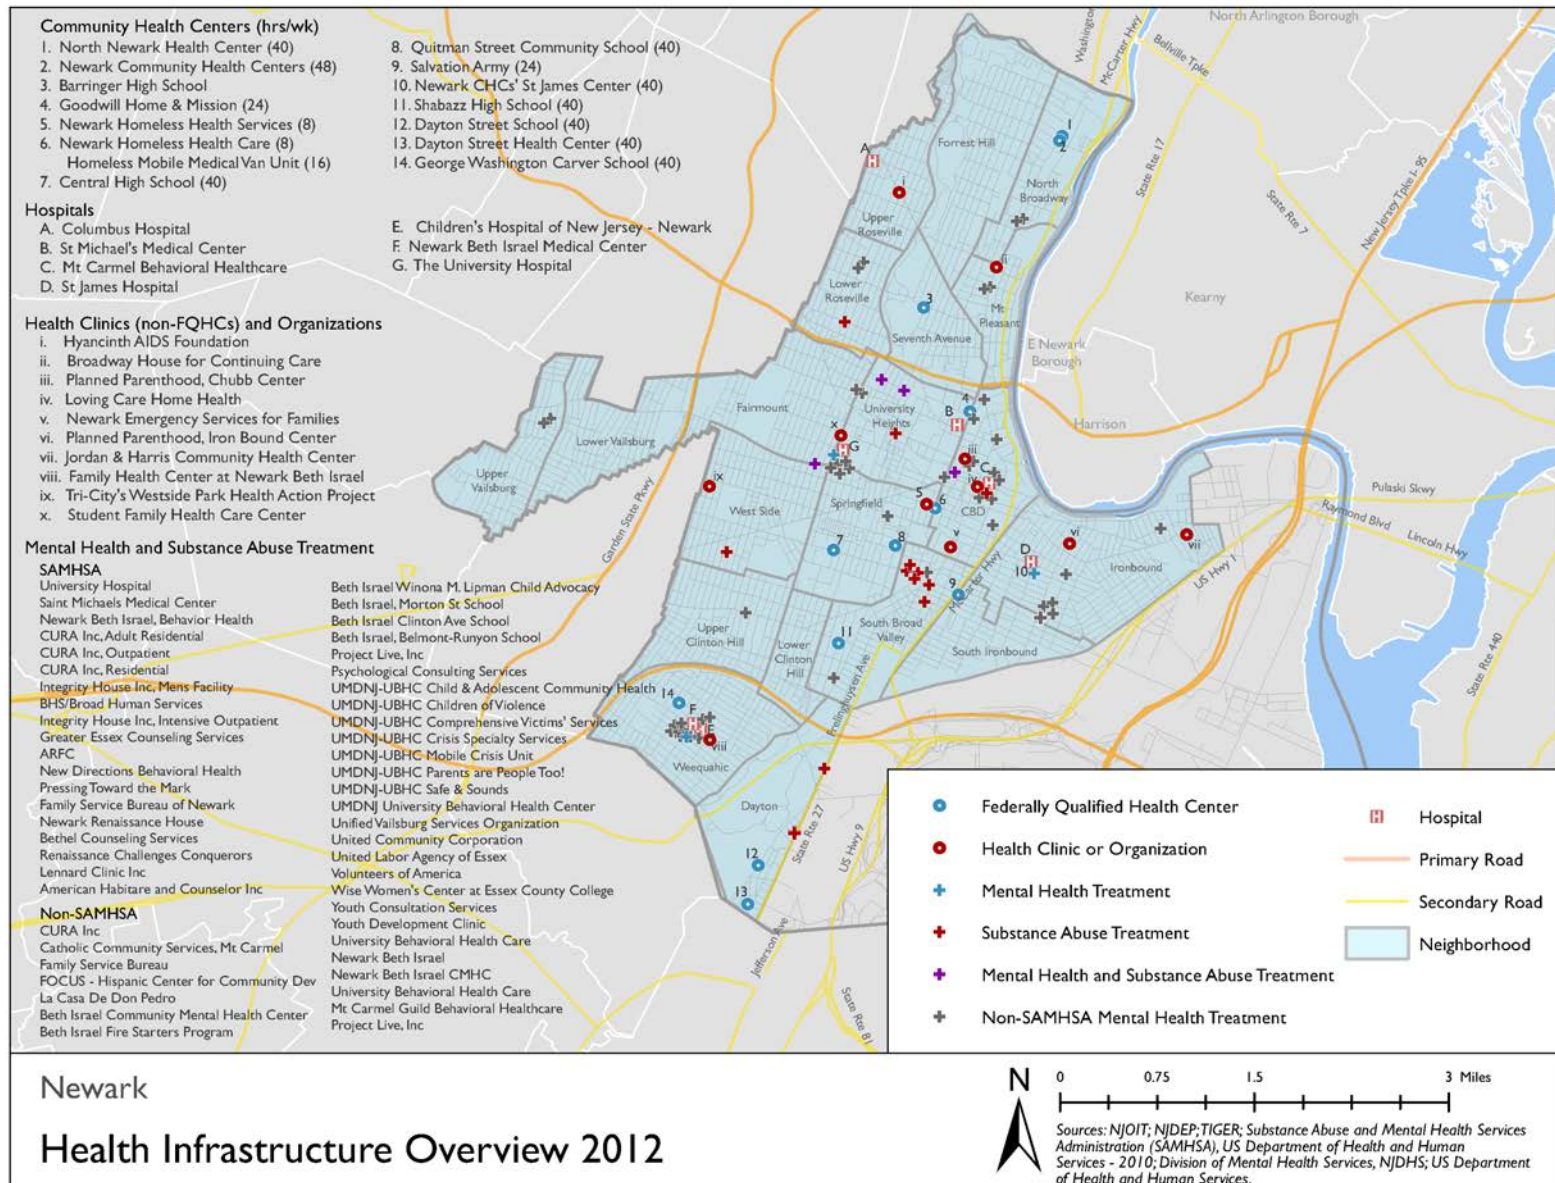 Community Health Centers (hrs/wk)
1. North Newark Health Center (40)
2. Newark Community Health Centers (48)
3. Barringer High School
4. Goodwill Home & Mission (24)
5. Newark Homeless Health Services (8)
6. Newark Homeless Health Care (8)
Homeless Mobile Medical Van Unit (16)
7. Central High School (40)
8. Quitman Street Community School (40)
9. Salvation Army (24)
10. Newark CHCs' St James Center (40)
11. Shabazz High School (40)
12. Dayton Street School (40)
13. Dayton Street Health Center (40)
14. George Washington Carver School (40)
Hospitals
A. Columbus Hospital
B. St Michael's Medical Center
C. Mt Carmel Behavioral Healthcare
D. St James Hospital
E. Children's Hospital of New Jersey - Newark
F. Newark Beth Israel Medical Center
G. The University Hospital
Health Clinics (non-FQHCs) and Organizations
i. Hyancinth AIDS Foundation
ii. Broadway House for Continuing Care
iii. Planned Parenthood, Chubb Center
iv. Loving Care Home Health
v. Newark Emergency Services for Families
vi. Planned Parenthood, Iron Bound Center
vii. Jordan & Harris Community Health Center
viii. Family Health Center at Newark Beth Israel
ix. Tri-City's Westside Park Health Action Project
x. Student Family Health Care Center
Mental Health and Substance Abuse Treatment
SAMHSA
University Hospital
Saint Michaels Medical Center
Newark Beth Israel, Behavior Health
CURA Inc, Adult Residential
CURA Inc, Outpatient
CURA Inc, Residential
Integrity House Inc, Mens Facility
BHS/Broad Human Services
Integrity House Inc, Intensive Outpatient
Greater Essex Counseling Services
ARFC
New Directions Behavioral Health
Pressing Toward the Mark
Family Service Bureau of Newark
Newark Renaissance House
Bethel Counseling Services
Renaissance Challenges Conquerors
Lennard Clinic Inc
American Habitare and Counselor Inc
Non-SAMHSA
CURA Inc
Catholic Community Services, Mt Carmel
Family Service Bureau
FOCUS - Hispanic Center for Community Dev
La Casa De Don Pedro
Beth Israel Community Mental Health Center
Beth Israel Fire Starters Program
Beth Israel Winona M. Lipman Child Advocacy
Beth Israel, Morton St School
Beth Israel Clinton Ave School
Beth Israel, Belmont-Runyon School
Project Live, Inc
Psychological Consulting Services
UMDNJ-UBHC Child & Adolescent Community Health
UMDNJ-UBHC Children of Violence
UMDNJ-UBHC Comprehensive Victims' Services
UMDNJ-UBHC Crisis Specialty Services
UMDNJ-UBHC Mobile Crisis Unit
UMDNJ-UBHC Parents are People Too!
UMDNJ-UBHC Safe & Sounds
UMDNJ University Behavioral Health Center
Unified Vailsburg Services Organization
United Community Corporation
United Labor Agency of Essex
Volunteers of America
Wise Women's Center at Essex County College
Youth Consultation Services
Youth Development Clinic
University Behavioral Health Care
Newark Beth Israel
Newark Beth Israel CMHC
University Behavioral Health Care
Mt Carmel Guild Behavioral Healthcare
Project Live, Inc
North Arlington Borough
Washington
McCarter Hwy
Bellville Tpke
State Rte 17
State Rte 7
New Jersey Tpke I- 95
Kearny
E Newark
Borough
Harrison
Pulaski Skwy
Raymond Blvd
Lincoln Hwy
US Hwy 1
State Rte 440
Garden State Pkwy
McCarter Hwy
Frelinghuysen Ave
State Rte 27
US Hwy 9
Jefferson Ave
State Rte 81
Forrest Hill
North
Broadway
Upper
Roseville
Lower
Roseville
Mt
Pleasant
Seventh Avenue
Fairmount
University
Heights
Lower Vailsburg
Upper
Vailsburg
West Side
Springfield
CBD
Ironbound
South Ironbound
South Broad
Valley
Upper
Clinton Hill
Lower
Clinton
Hill
Weequahic
Dayton
A
i
1
2
ii
3
4
B
x
G
iii
C
iv
ix
5
6
7
8
v
vi
vii
D
10
9
11
14
F
E
viii
12
13
Federally Qualified Health Center
Health Clinic or Organization
Mental Health Treatment
Substance Abuse Treatment
Mental Health and Substance Abuse Treatment
Non-SAMHSA Mental Health Treatment
H Hospital
Primary Road
Secondary Road
Neighborhood
Newark
Health Infrastructure Overview 2012
N
0 0.75 1.5 3 Miles
Sources: NJOIT; NJDEP; TIGER; Substance Abuse and Mental Health Services
Administration (SAMHSA), US Department of Health and Human
Services - 2010; Division of Mental Health Services, NJDHS; US Department
of Health and Human Services.